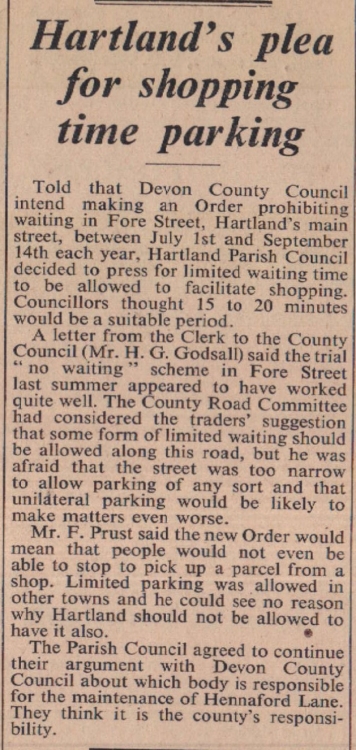 Hartland's plea
for shopping
time parking
Told that Devon County Council
intend making an Order prohibiting
waiting in Fore Street, Hartland's main
street, between July 1st and September
14th each year, Hartland Parish Council
decided to press for limited waiting time
to be allowed to facilitate shopping.
Councillors thought 15 to 20 minutes
would be a suitable period.
A letter from the Clerk to the County
Council (Mr. H. G. Godsall) said the trial
" no waiting " scheme in Fore Street
last summer appeared to have worked
quite well. The County Road Committee
had considered the traders' suggestion
that some form of limited waiting should
be allowed along this road, but he was
afraid that the street was too narrow
to allow parking of any sort and that
unilateral parking would be likely to
make matters even worse.
Mr. F. Prust said the new Order would
mean that people would not even be
able to stop to pick up a parcel from a
shop. Limited parking was allowed in
other towns and he could see no reason
why Hartland should not be allowed to
have it also.
The Parish Council agreed to continue
their argument with Devon County
Council about which body is responsible
for the maintenance of Hennaford Lane.
They think it is the county's responsi-
bility.